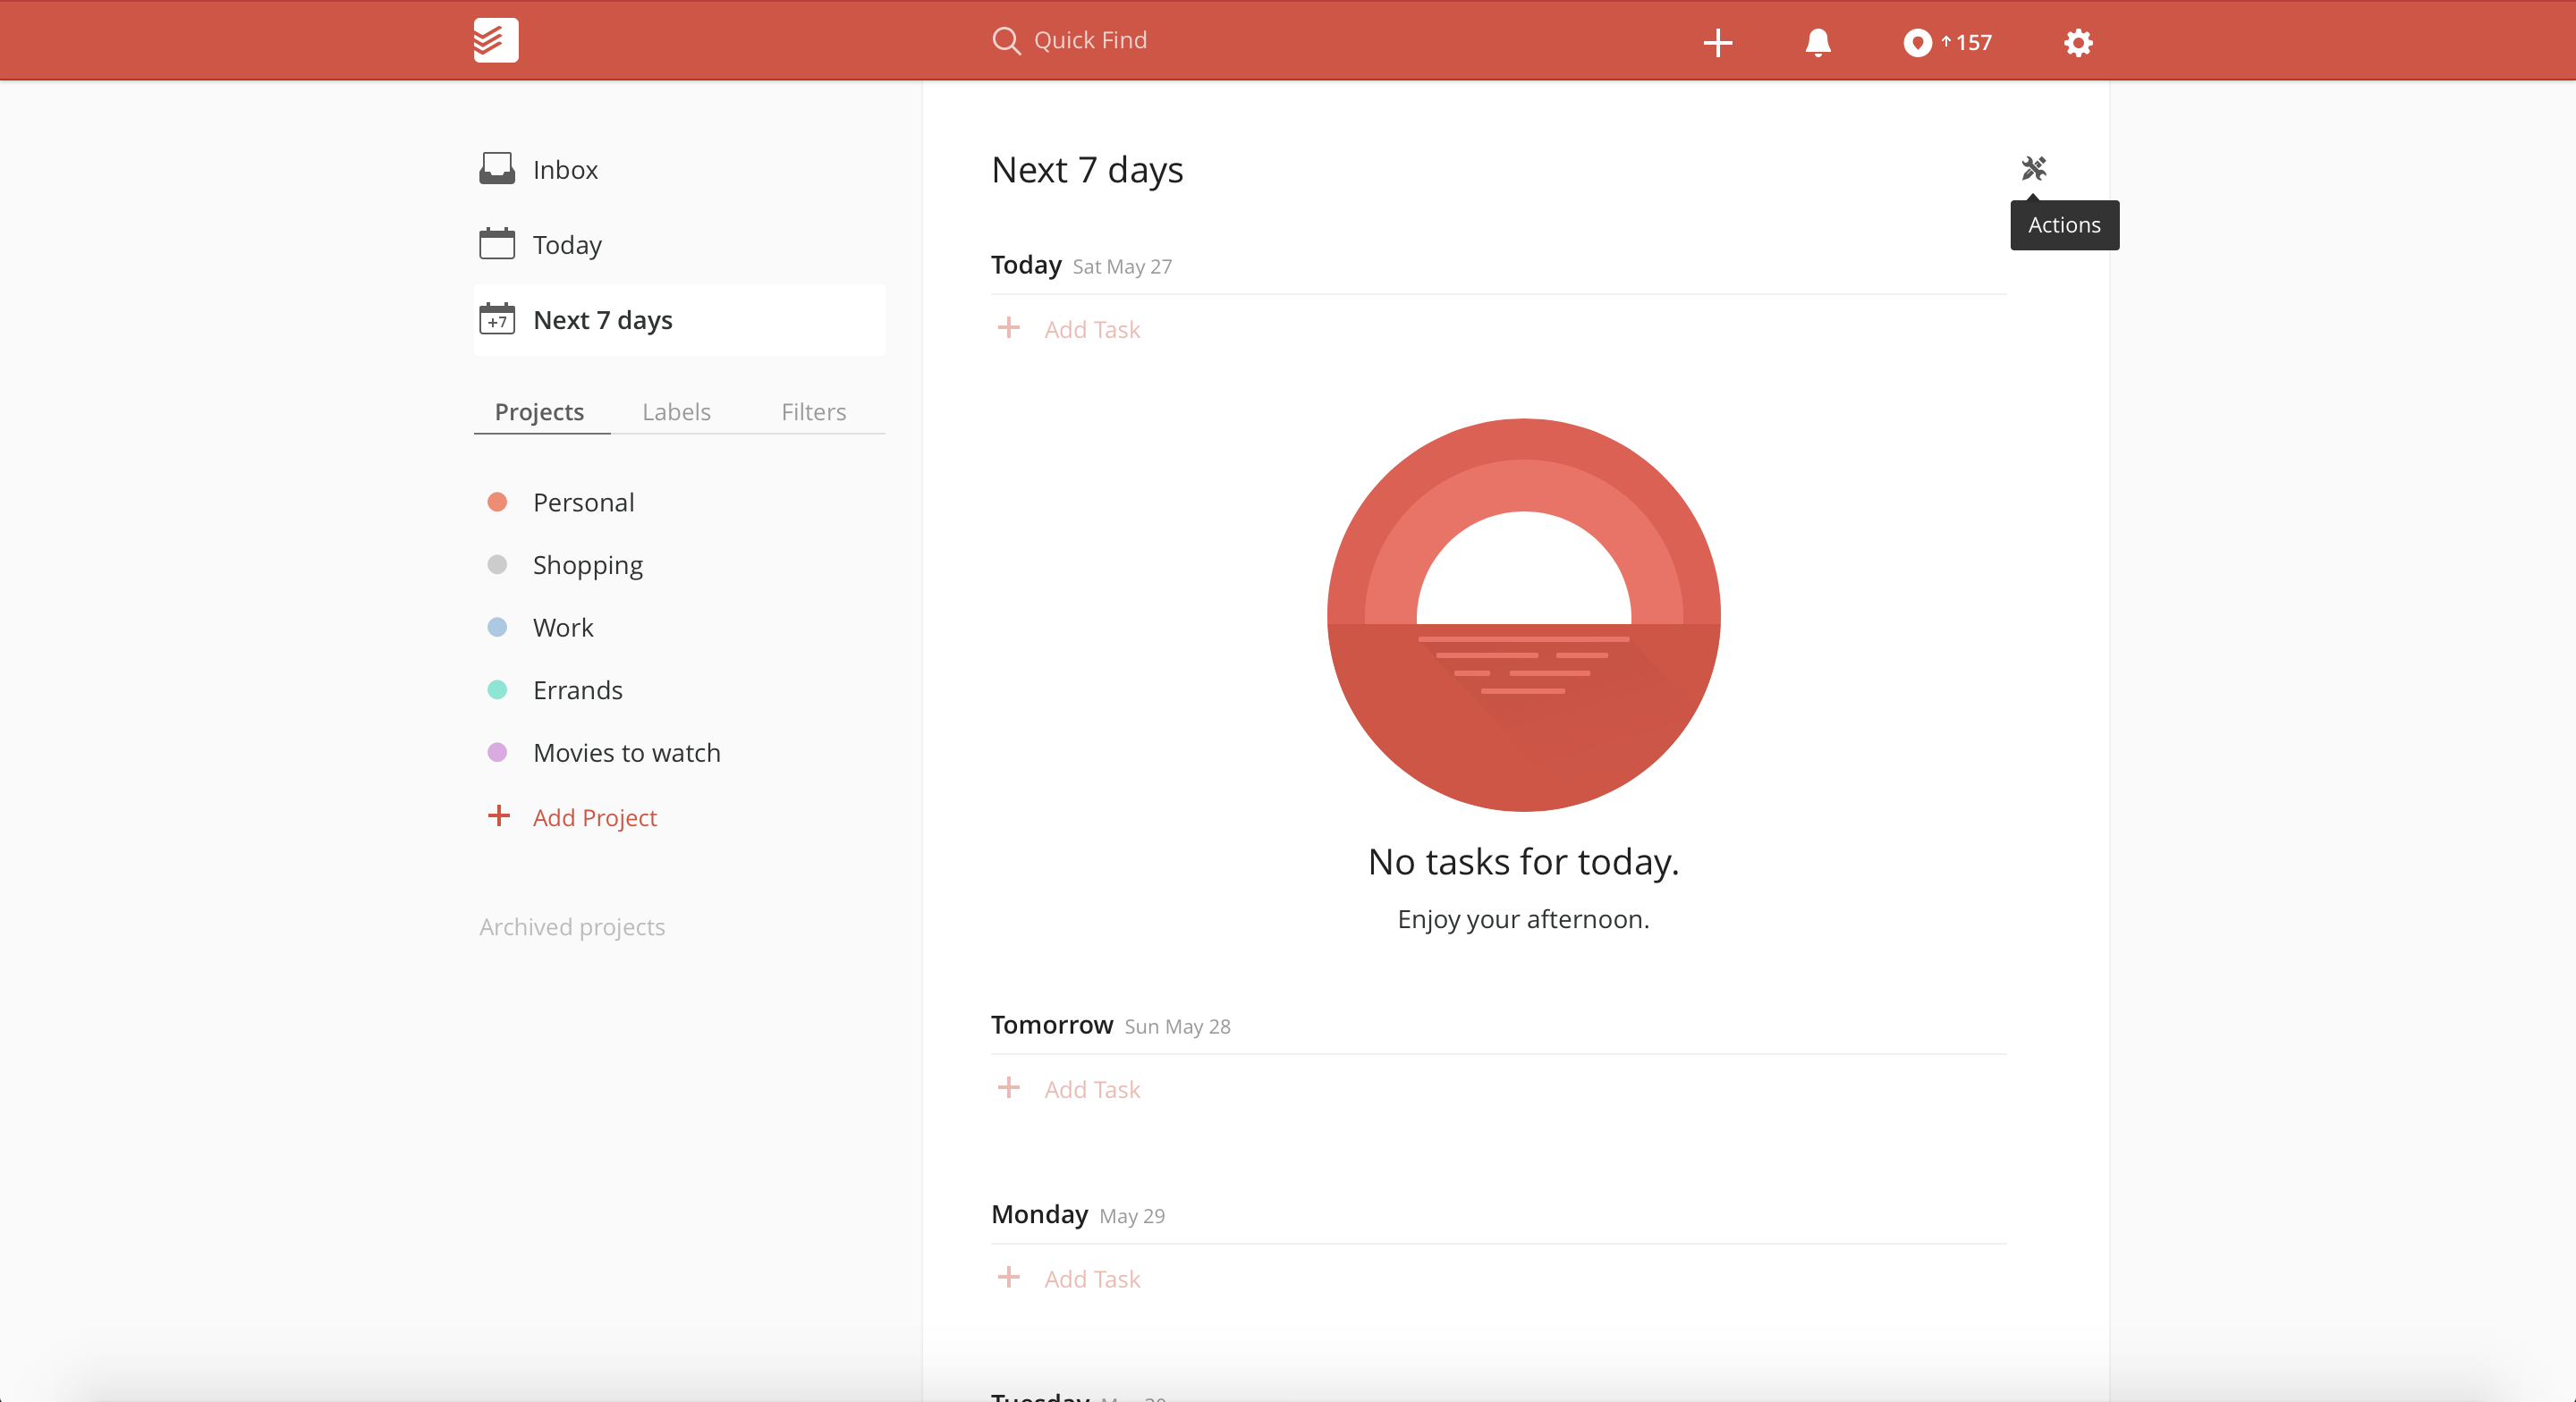 Quick Find
157
Inbox
Today
+7 Next 7 days
Projects Labels Filters
Personal
Shopping
Work
Errands
Movies to watch
Add Project
Archived projects
Next 7 days
Actions
Today Sat May 27
Add Task
No tasks for today.
Enjoy your afternoon.
Tomorrow Sun May 28
Add Task
Monday May 29
Add Task
Tuesday May 30